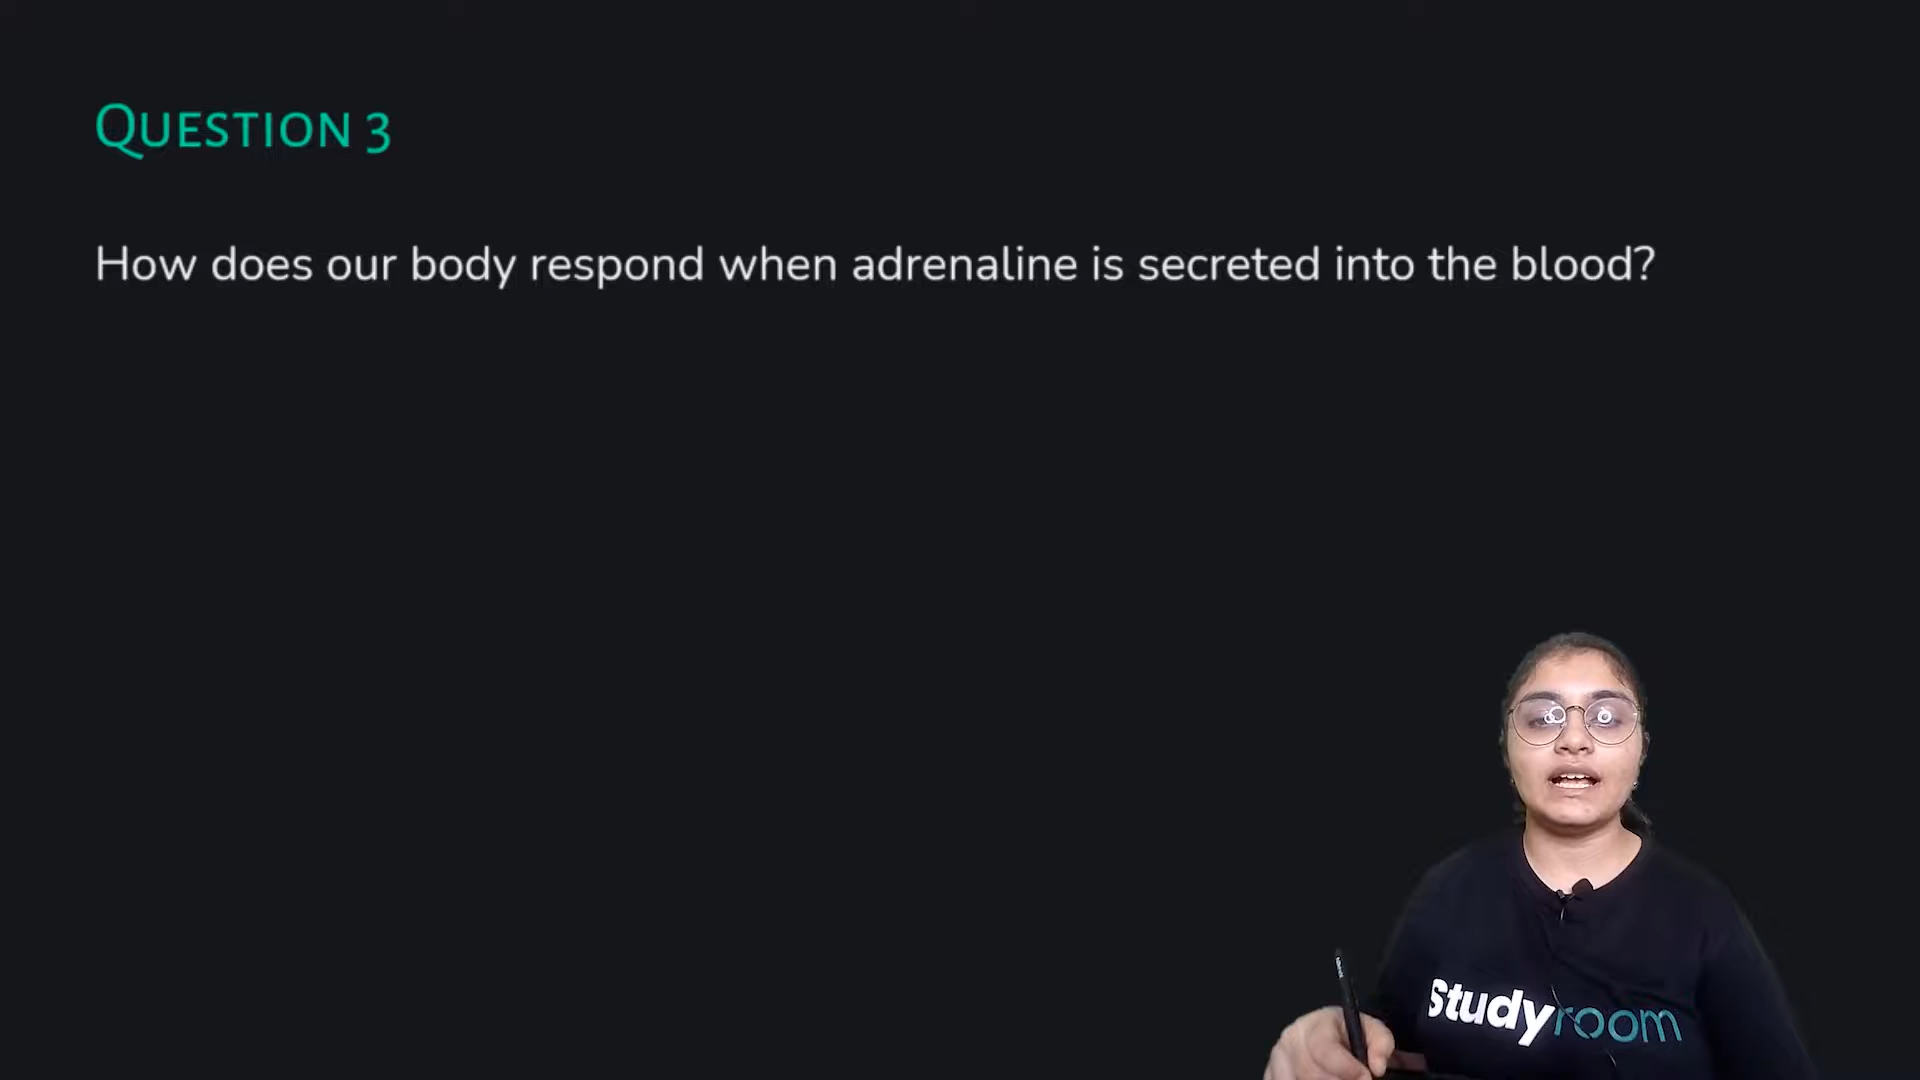 QUESTION 3
How does our body respond when adrenaline is secreted into the blood?
Studyroom